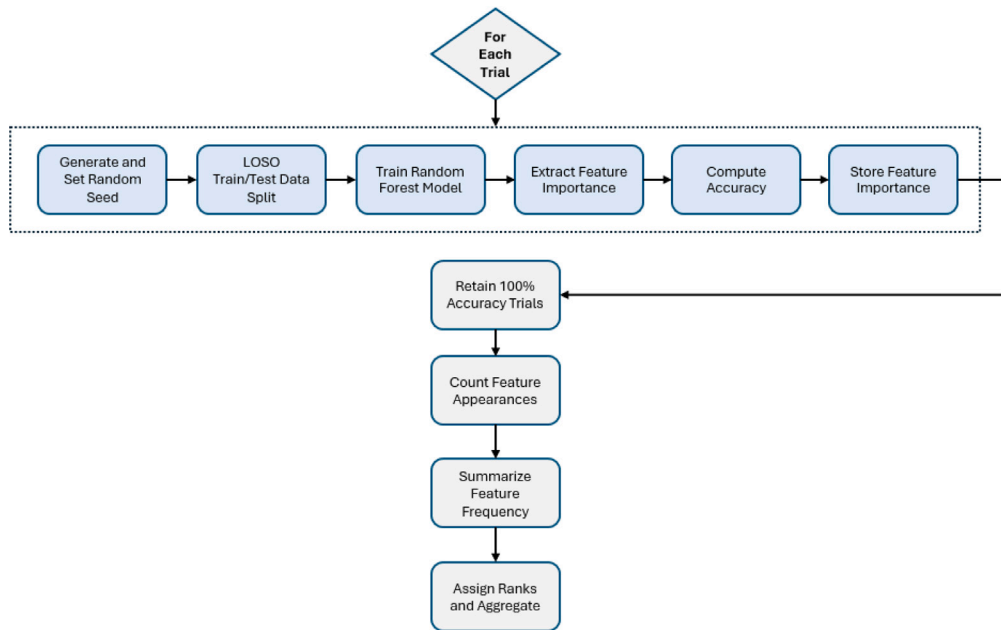 For
Each
Trial
Generate and
Set Random
Seed
LOSO
Train/Test Data
Split
Train Random
Forest Model
Extract Feature
Importance
Compute
Accuracy
Store Feature
Importance
Retain 100%
Accuracy Trials
Count Feature
Appearances
Summarize
Feature
Frequency
Assign Ranks
and Aggregate